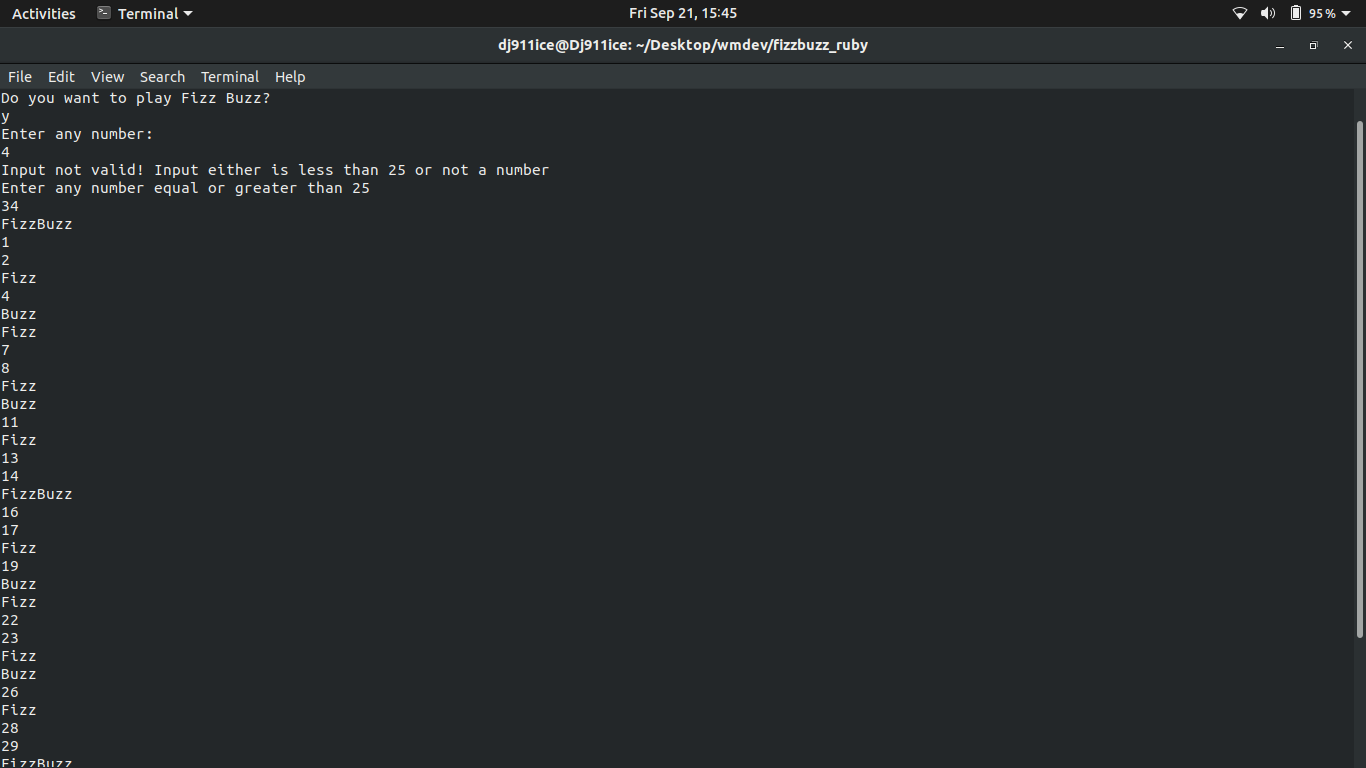 Activities Terminal Fri Sep 21, 15:45 95%
dj911ice@Dj911ice: ~/Desktop/wmdev/fizzbuzz_ruby
File Edit View Search Terminal Help
Do you want to play Fizz Buzz?
y
Enter any number:
4
Input not valid! Input either is less than 25 or not a number
Enter any number equal or greater than 25
34
FizzBuzz
1
2
Fizz
4
Buzz
Fizz
7
8
Fizz
Buzz
11
Fizz
13
14
FizzBuzz
16
17
Fizz
19
Buzz
Fizz
22
23
Fizz
Buzz
26
Fizz
28
29
FizzBuzz